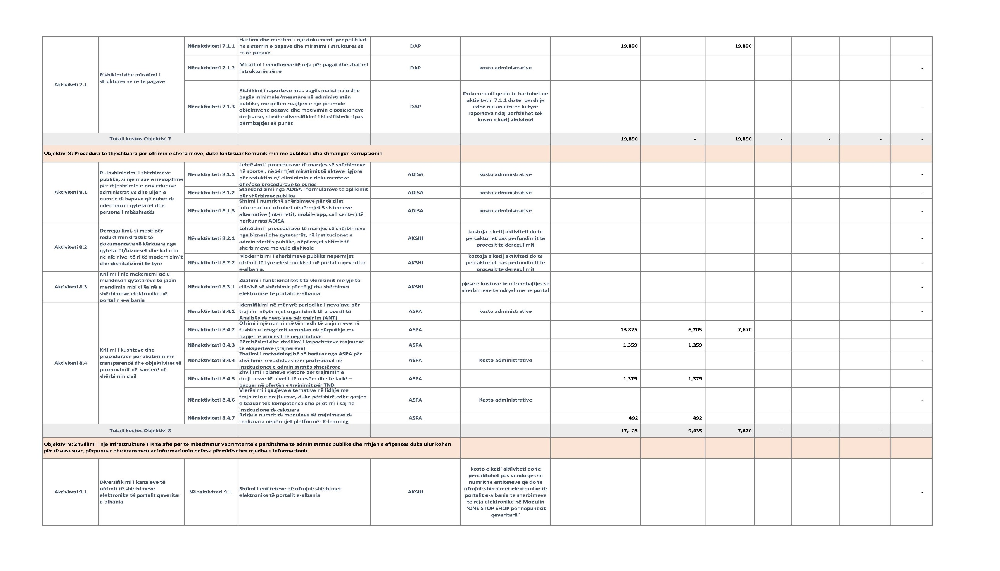 Aktiviteti 7.1
Rishikimi dhe miratimi i
strukturës së re të pagave
Nënaktiviteti 7.1.1
Hartimi dhe miratimi i një dokumenti për politikat
në sistemin e pagave dhe miratimi i strukturës së
re të pagave
DAP
19,890
19,890
Nënaktiviteti 7.1.2
Miratimi i vendimeve të reja për pagat dhe zbatimi
i strukturës së re
DAP
kosto administrative
-
Nënaktiviteti 7.1.3
Rishikimi i raporteve mes pagës maksimale dhe
pagës minimale/mesatare në administratën
publike, me qëllim ruajtjen e një piramide
objektive të pagave dhe motivimin e pozicioneve
drejtuese, si edhe diversifikimi i klasifikimit sipas
përmbajtjes së punës
DAP
Dokumnenti qe do te hartohet ne
aktivitetin 7.1.1 do te  pershije
edhe nje analize te ketyre
raporteve ndaj perfshihet tek
kosto e ketij aktiviteti
-
Totali kostos Objektivi 7
19,890
-
19,890
-
-
-
-
Objektivi 8: Procedura të thjeshtuara për ofrimin e shërbimeve, duke lehtësuar komunikimin me publikun dhe shmangur korrupsionin
Aktiviteti 8.1
Ri-inxhinierimi i shërbimeve
publike, si një masë e nevojshme
për thjeshtimin e procedurave
administrative dhe uljen e
numrit të hapave që duhet të
ndërmarrin qytetarët dhe
personeli mbështetës
Nënaktiviteti 8.1.1
Lehtësimi i procedurave të marrjes së shërbimeve
në sportel, nëpërmjet miratimit të akteve ligjore
për reduktimin/ eliminimin e dokumenteve
dhe/ose procedurave të punës
ADISA
kosto administrative
-
Nënaktiviteti 8.1.2
Standardizimi nga ADISA i formularëve të aplikimit
për shërbimet publike
ADISA
kosto administrative
-
Nënaktiviteti 8.1.3
Shtimi i numrit të shërbimeve për të cilat
informacioni ofrohet nëpërmjet 3 sistemeve
alternative (internetit, mobile app, call center) të
ngritur nga ADISA
ADISA
kosto administrative
-
Aktiviteti 8.2
Derregullimi, si masë për
reduktimin drastik të
dokumenteve të kërkuara nga
qytetarët/bizneset dhe kalimin
në një nivel të ri të modernizimit
dhe dixhitalizimit të tyre
Nënaktiviteti 8.2.1
Lehtësimi i procedurave të marrjes së shërbimeve
nga biznesi dhe qytetarrët, në institucionet e
administratës publike, nëpërmjet shtimit të
shërbimeve me vulë dixhitale
AKSHI
kostoja e ketij aktiviteti do te
percaktohet pas perfundimit te
procesit te deregulimit
-
Nënaktiviteti 8.2.2
Modernizimi i shërbimeve publike nëpërmjet
ofrimit të tyre elektronikisht në portalin qeveritar
e-albania.
AKSHI
kostoja e ketij aktiviteti do te
percaktohet pas perfundimit te
procesit te deregulimit
-
Aktiviteti 8.3
Krijimi i një mekanizmi që u
mundëson qytetarëve të japin
mendimin mbi cilësinë e
shërbimeve elektronike në
portalin e-albania
Nënaktiviteti 8.3.1
Zbatimi i funksionalitetit të vlerësimit me yje të
cilësisë së shërbimit për të gjitha shërbimet
elektronike të portalit e-albania
AKSHI
pjese e kostove te mirembajtjes se
sherbimeve te ndryshme ne portal
-
Aktiviteti 8.4
Krijimi i kushteve dhe
procedurave për zbatimin me
transparencë dhe objektivitet të
promovimit në karrierë në
shërbimin civil
Nënaktiviteti 8.4.1
Identifikimi në mënyrë periodike i nevojave për
trajnim nëpërmjet organizimit të procesit të
Analizës së nevojave për trajnim (ANT)
ASPA
kosto administrative
-
Nënaktiviteti 8.4.2
Ofrimi i një numri më të madh të trajnimeve në
fushën e integrimit evropian në përputhje me
hapjen e procesit të negociatave
ASPA
13,875
6,205
7,670
Nënaktiviteti 8.4.3
Përditësimi dhe zhvillimi i kapaciteteve trajnuese
të ekspertëve (trajnerëve)
ASPA
1,359
1,359
Nënaktiviteti 8.4.4
Zbatimi i metodologjisë së hartuar nga ASPA për
zhvillimin e vazhdueshëm profesional në
institucionet e administratës shtetërore
ASPA
Kosto administrative
-
Nënaktiviteti 8.4.5
Zhvillimi i planeve vjetore për trajnimin e
drejtuesve të nivelit të mesëm dhe të lartë –
bazuar në ofertën e trajnimit për TND
ASPA
1,379
1,379
Nënaktiviteti 8.4.6
Vlerësimi i qasjeve alternative në lidhje me
trajnimin e drejtuesve, duke përfshirë edhe qasjen
e bazuar tek kompetenca dhe pilotimi i saj ne
institucione të caktuara
ASPA
Kosto administrative
-
Nënaktiviteti 8.4.7
Rritja e numrit të moduleve të trajnimeve të
realizuara nëpërmjet platformës E-learning
ASPA
492
492
Totali kostos Objektivi 8
17,105
9,435
7,670
-
-
-
-
Objektivi 9: Zhvillimi i një infrastrukture TIK të aftë për të mbështetur veprimtaritë e përditshme të administratës publike dhe rritjen e efiçencës duke ulur kohën
për të aksesuar, përpunuar dhe transmetuar informacionin ndërsa përmirësohet rrjedha e informacionit
Aktiviteti 9.1
Diversifikimi i kanaleve të
ofrimit të shërbimeve
elektronike të portalit qeveritar
e-albania
Nënaktiviteti 9.1.
Shtimi i entiteteve që ofrojnë shërbimet
elektronike të portalit e-albania
AKSHI
kosto e ketij aktiviteti do te
percaktohet pas vendosjes se
numrit te entiteteve që do te
ofrojnë shërbimet elektronike të
portalit e-albania te sherbimeve
te reja elektronike në Modulin
"ONE STOP SHOP për nëpunësit
qeveritarë"
-